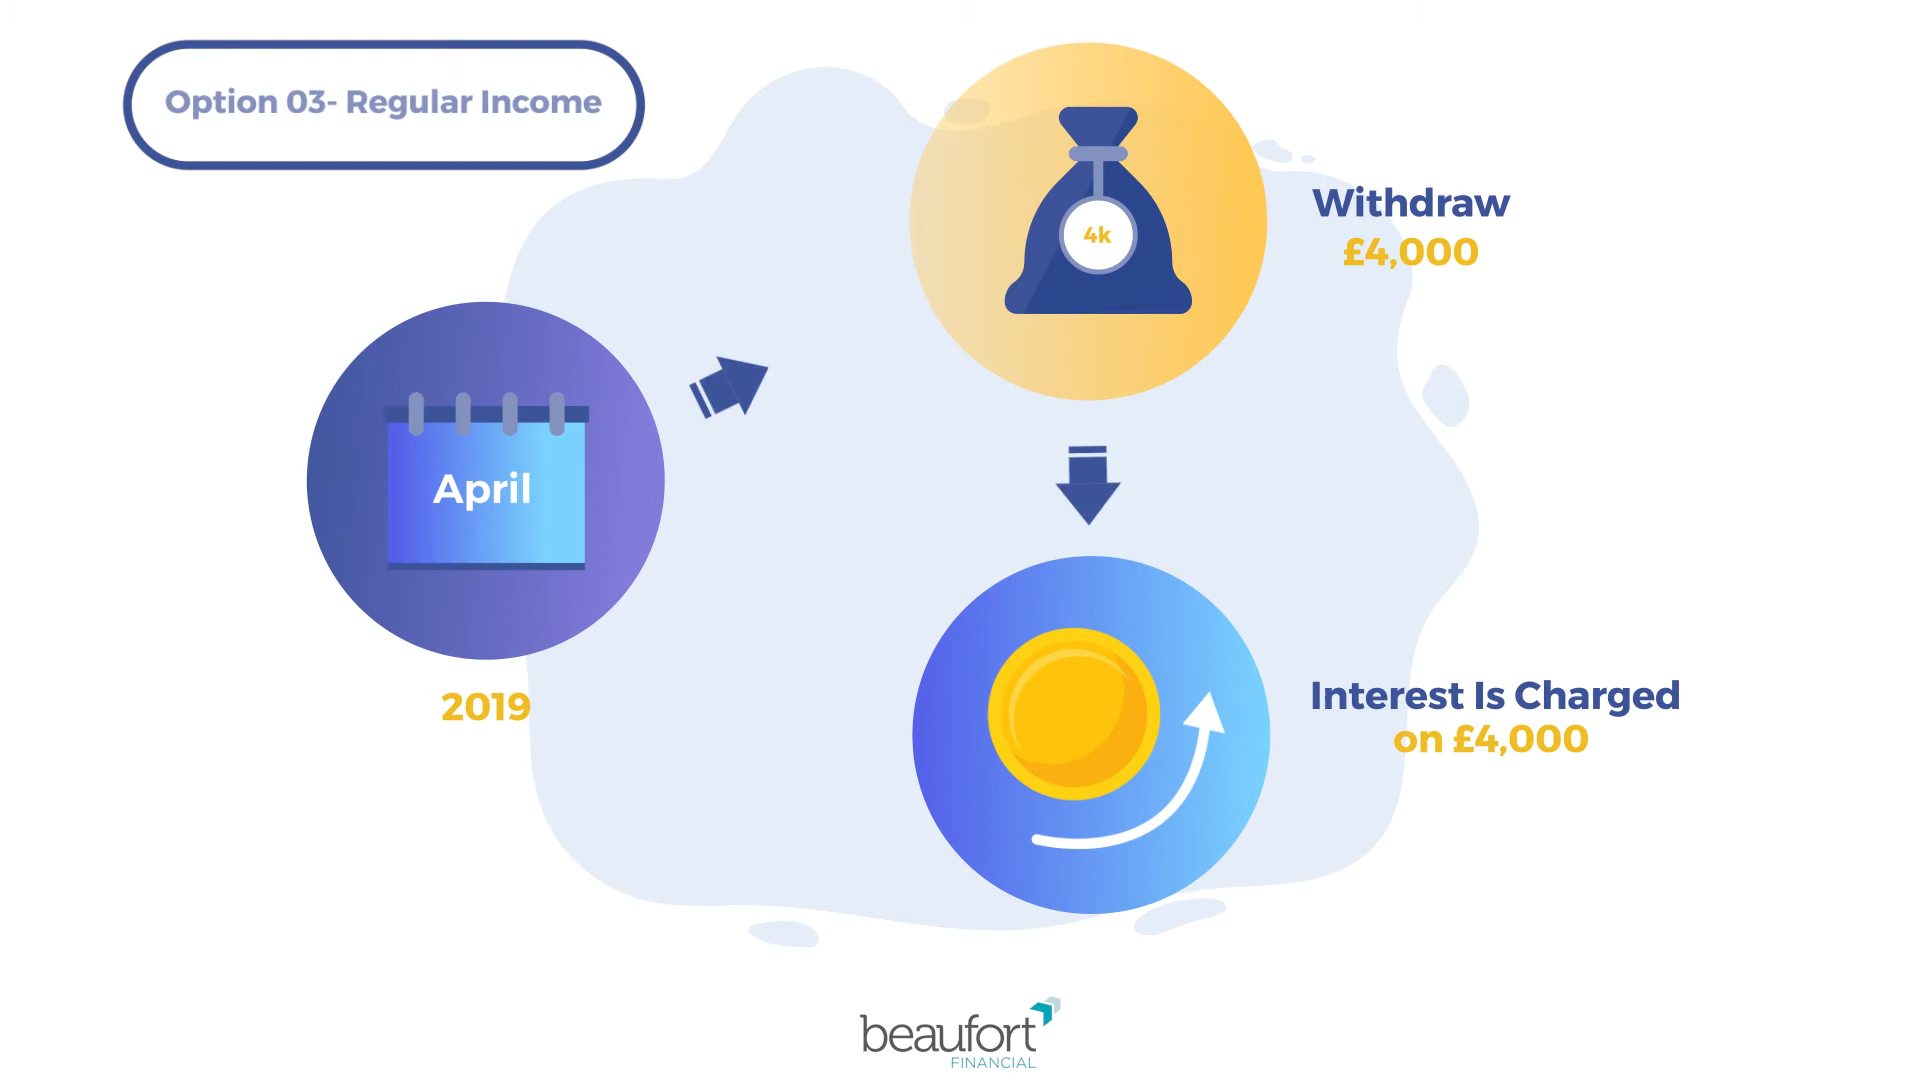 Option 03- Regular Income
4k
Withdraw
£4,000
April
2019
Interest Is Charged
on £4,000
beaufort
FINANCIAL